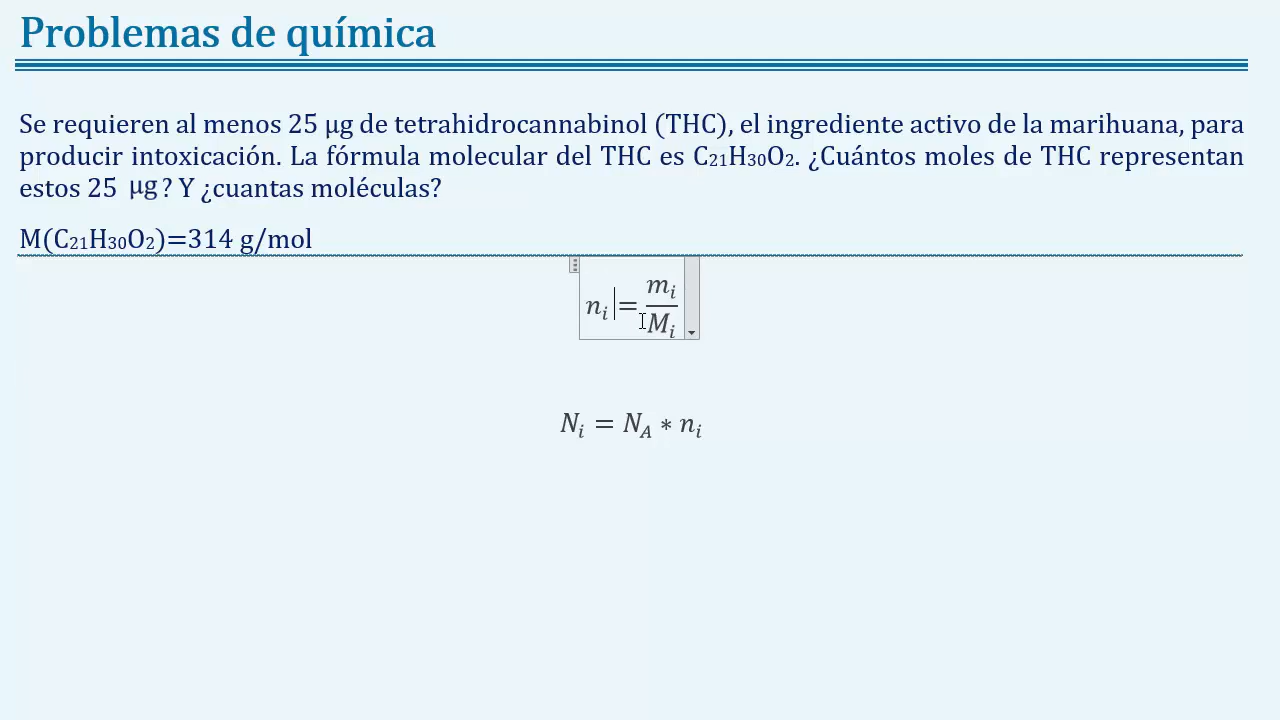 Problemas de química
Se requieren al menos 25 µg de tetrahidrocannabinol (THC), el ingrediente activo de la marihuana, para
producir intoxicación. La fórmula molecular del THC es C₂₁H₃₀O₂. ¿Cuántos moles de THC representan
estos 25 µg? Y ¿cuantas moléculas?
M(C₂₁H₃₀O₂)=314 g/mol
nᵢ = mᵢ/Mᵢ
Nᵢ = N_A * nᵢ